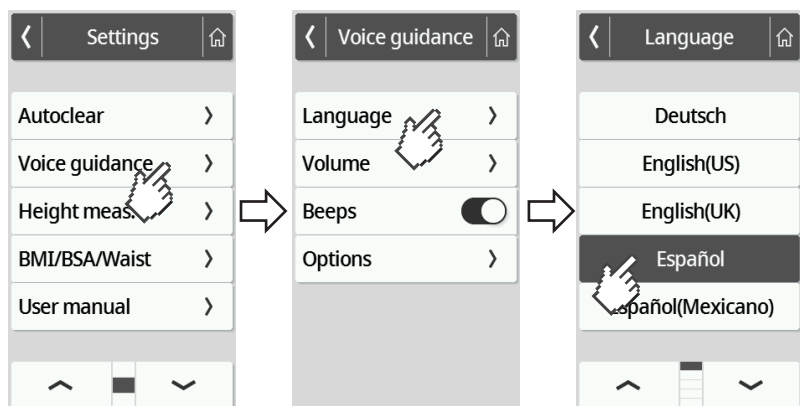 Settings
Autoclear
Voice guidance
Height meas.
BMI/BSA/Waist
User manual
Voice guidance
Language
Volume
Beeps
Options
Language
Deutsch
English(US)
English(UK)
Español
Español(Mexicano)